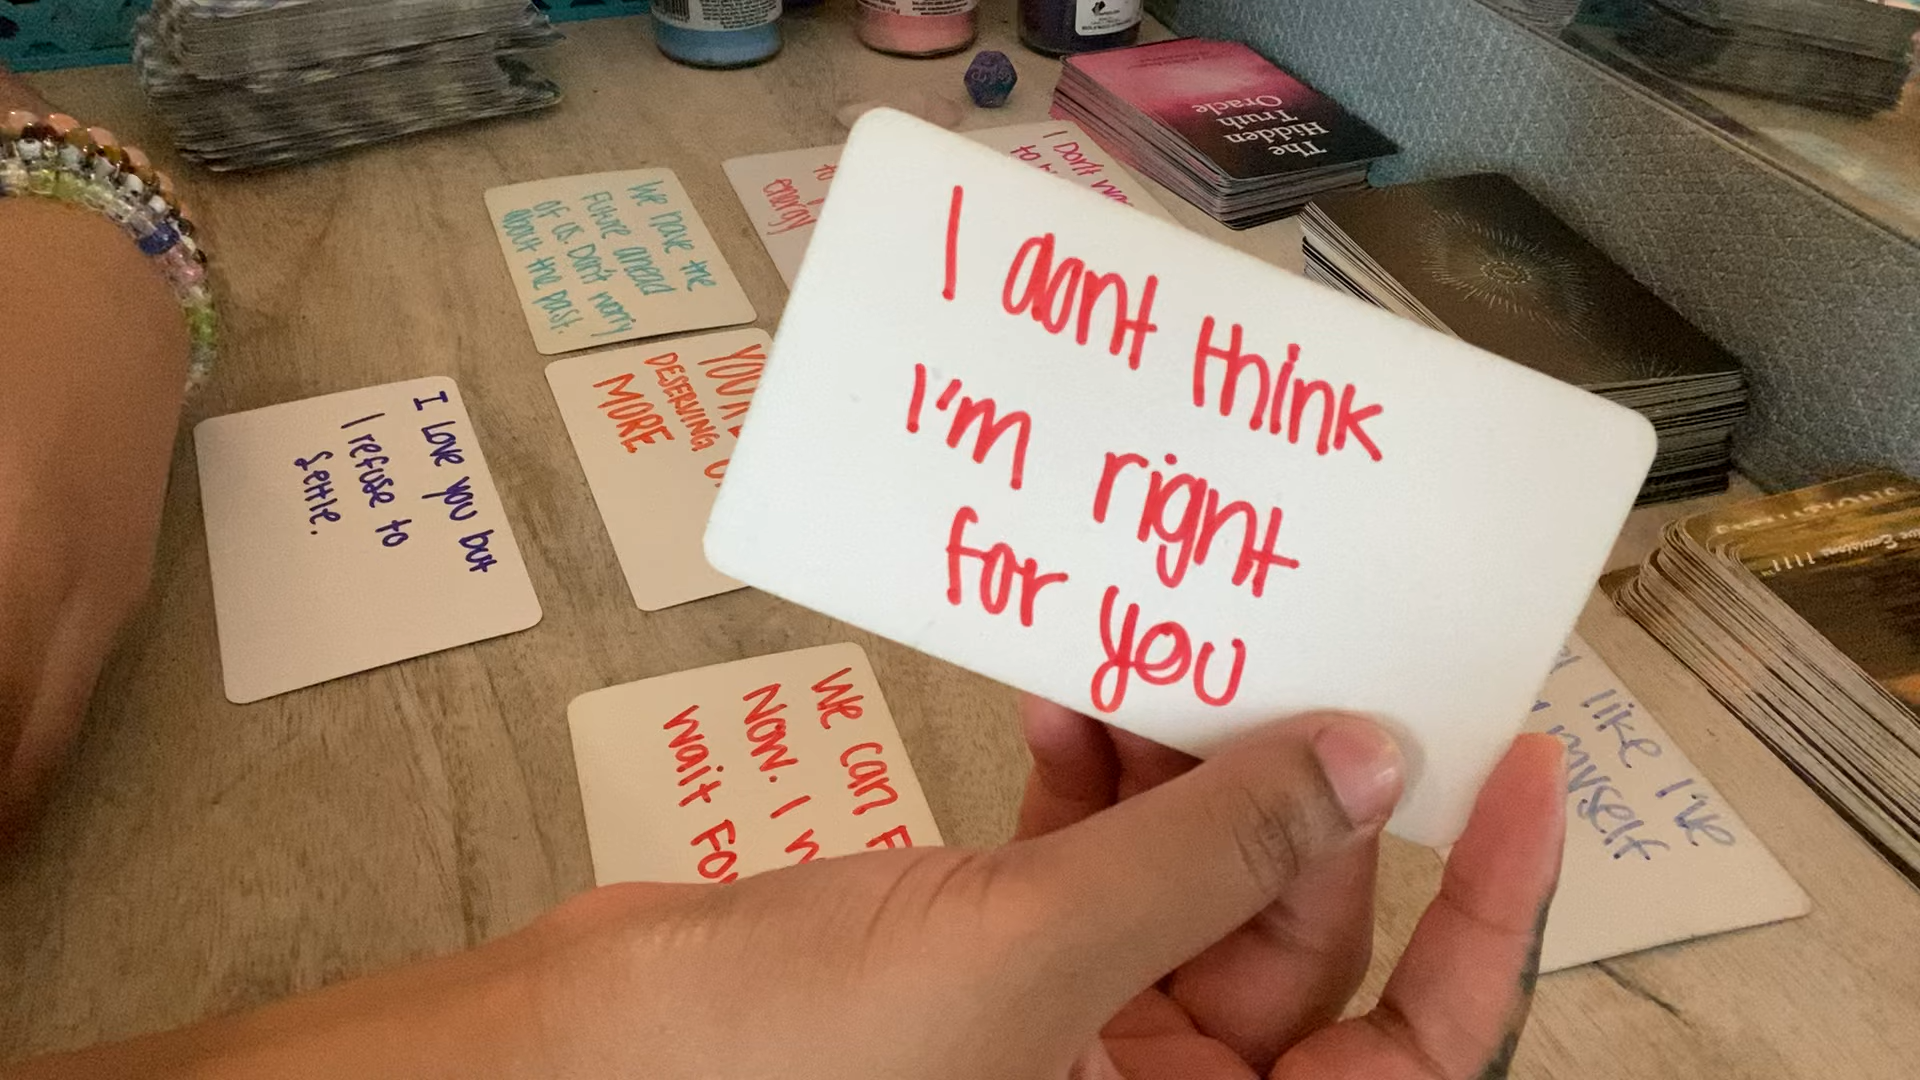 I dont think
I'm right
for you
We have the
Future ahead
of us. Don't worry
about the past.
energy
I Dont
DESERVING
MORE.
I love you but
I refuse to
settle.
We can
Now. I
wait
like I've
myself
The
Hidden
Truth
Oracle